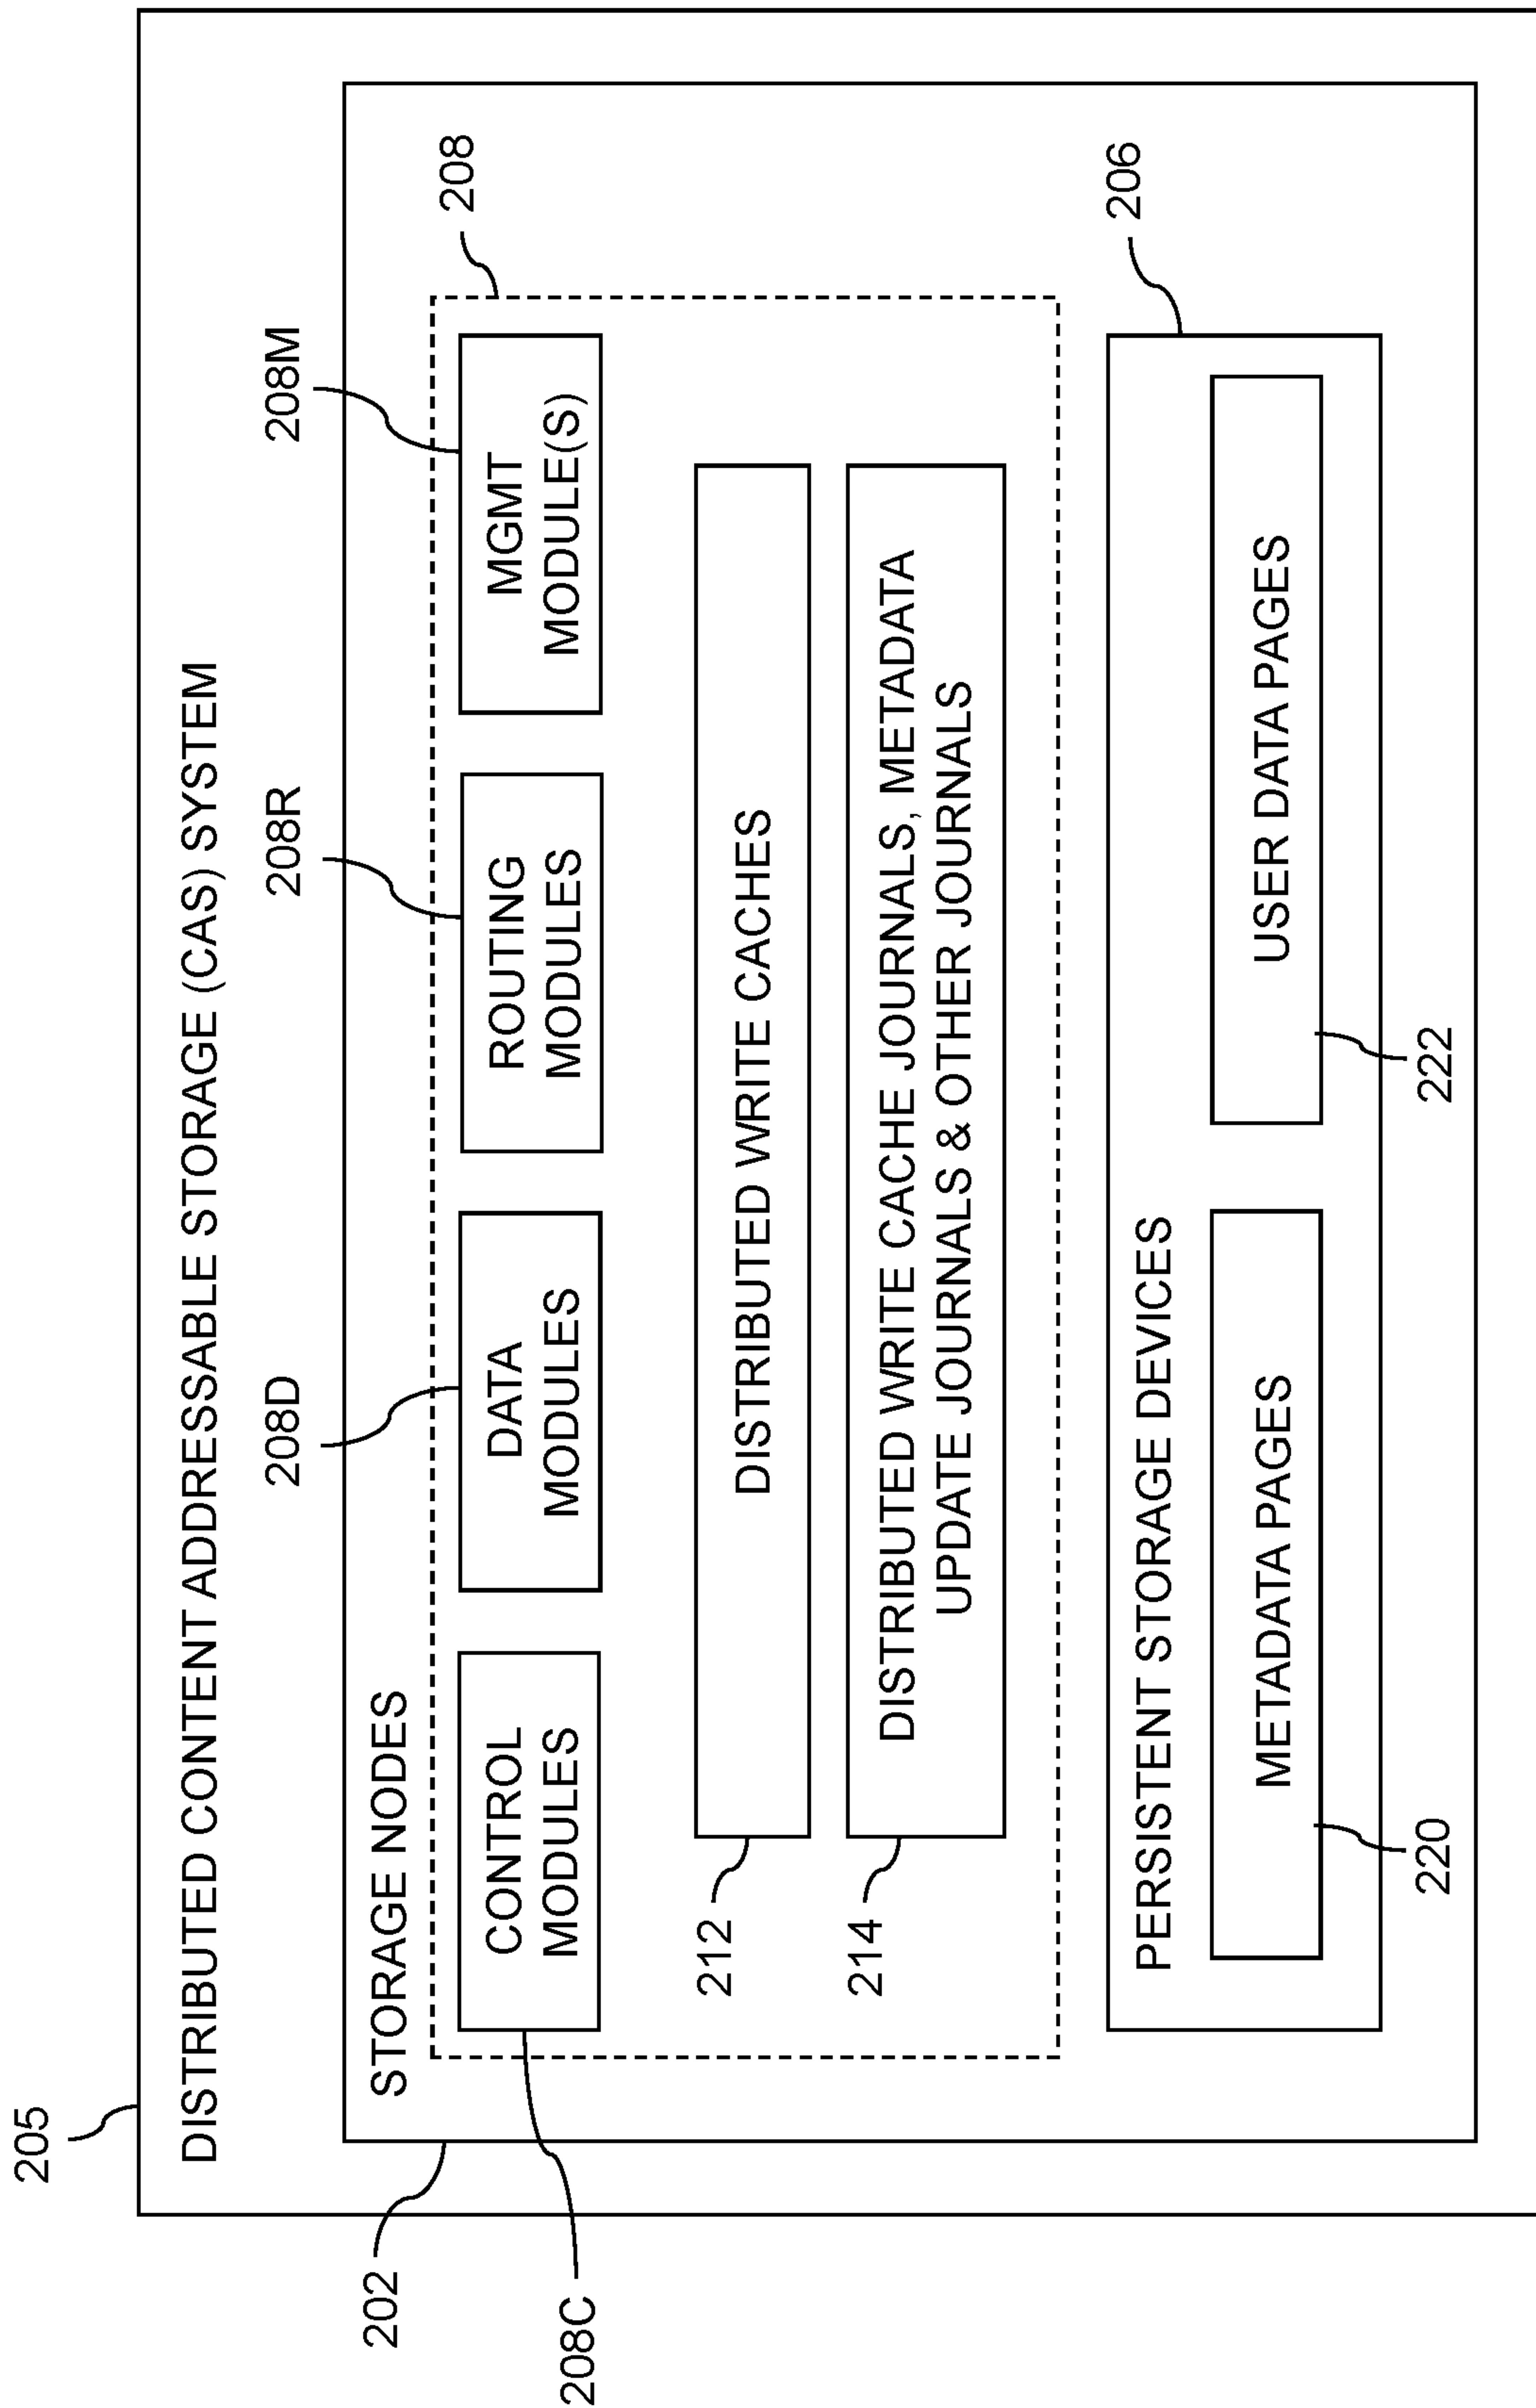 205
DISTRIBUTED CONTENT ADDRESSABLE STORAGE (CAS) SYSTEM
202
208D
208R
208M
STORAGE NODES
208
208C
CONTROL
MODULES
DATA
MODULES
ROUTING
MODULES
MGMT
MODULE(S)
212
DISTRIBUTED WRITE CACHES
214
DISTRIBUTED WRITE CACHE JOURNALS, METADATA
UPDATE JOURNALS & OTHER JOURNALS
206
PERSISTENT STORAGE DEVICES
METADATA PAGES
USER DATA PAGES
220
222